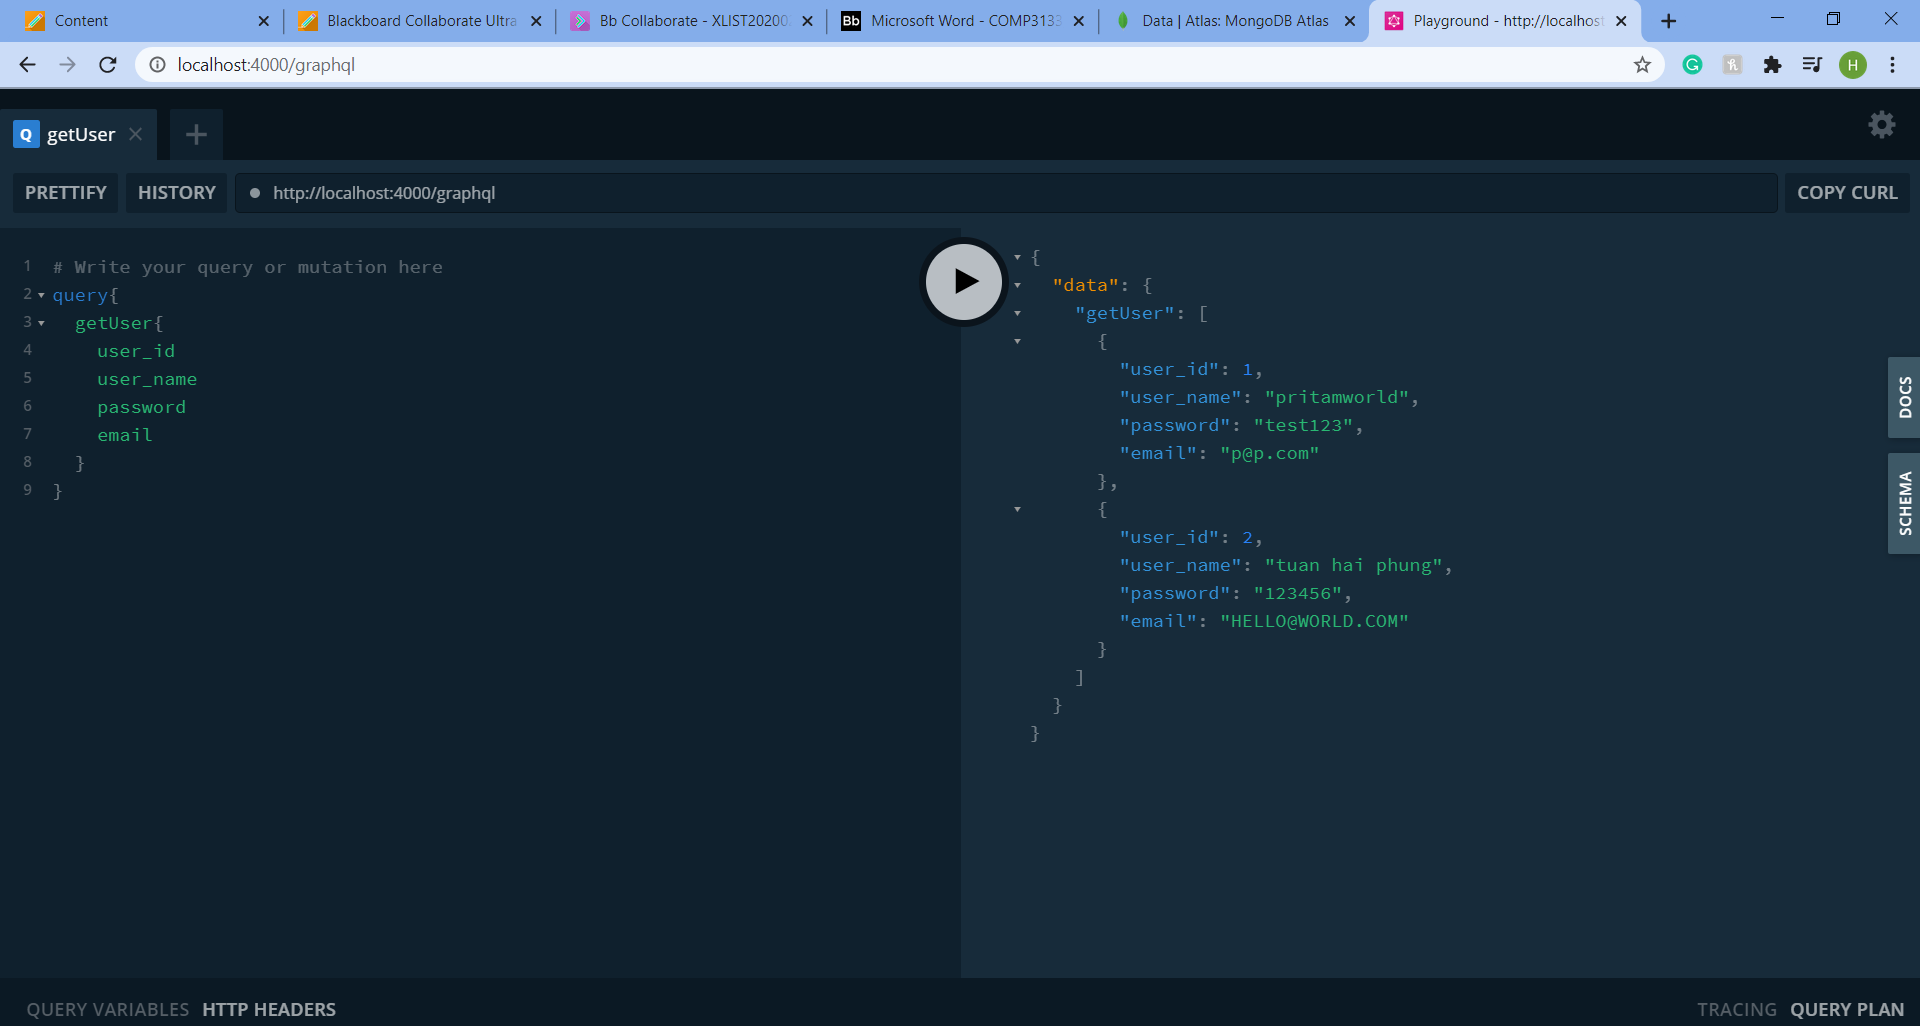 Content
Blackboard Collaborate Ultra
Bb Collaborate - XLIST20200
Bb Microsoft Word - COMP3133
Data | Atlas: MongoDB Atlas
Playground - http://localhost
localhost:4000/graphql
H
Q getUser
PRETTIFY
HISTORY
http://localhost:4000/graphql
COPY CURL
1 # Write your query or mutation here
2 query{
3 getUser{
4 user_id
5 user_name
6 password
7 email
8 }
9 }
{
"data": {
"getUser": [
{
"user_id": 1,
"user_name": "pritamworld",
"password": "test123",
"email": "p@p.com"
},
{
"user_id": 2,
"user_name": "tuan hai phung",
"password": "123456",
"email": "HELLO@WORLD.COM"
}
]
}
}
DOCS
SCHEMA
QUERY VARIABLES HTTP HEADERS
TRACING QUERY PLAN